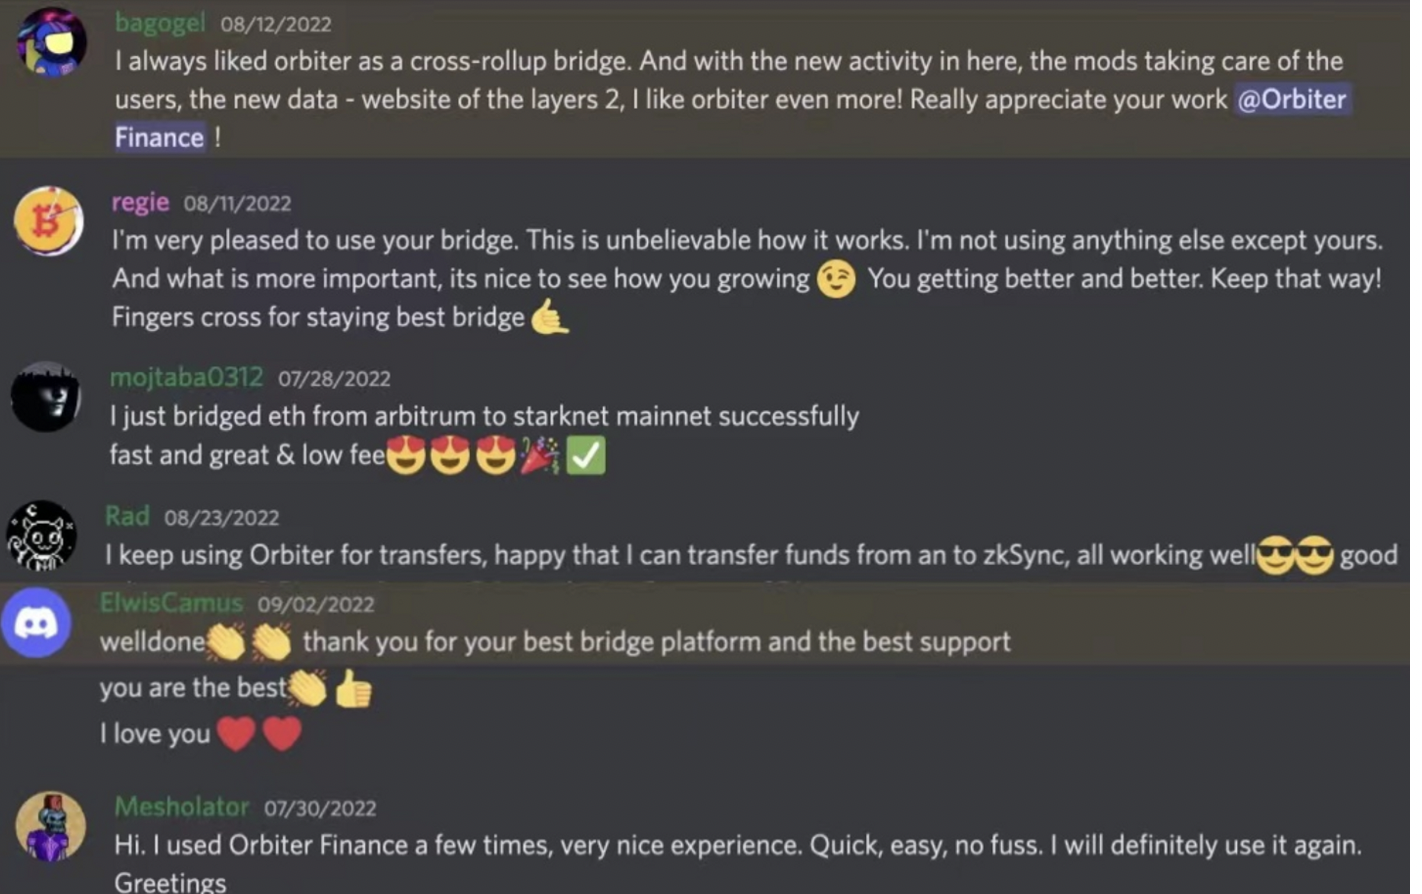 bagogel 08/12/2022
I always liked orbiter as a cross-rollup bridge. And with the new activity in here, the mods taking care of the
users, the new data - website of the layers 2, I like orbiter even more! Really appreciate your work @Orbiter
Finance !
regie 08/11/2022
I'm very pleased to use your bridge. This is unbelievable how it works. I'm not using anything else except yours.
And what is more important, its nice to see how you growing 😉 You getting better and better. Keep that way!
Fingers cross for staying best bridge 🤙
mojtaba0312 07/28/2022
I just bridged eth from arbitrum to starknet mainnet successfully
fast and great & low fee😍😍😍🎉✅
Rad 08/23/2022
I keep using Orbiter for transfers, happy that I can transfer funds from an to zkSync, all working well😎😎 good
ElwisCamus 09/02/2022
welldone👏👏 thank you for your best bridge platform and the best support
you are the best👏👍
I love you ❤️❤️
Mesholator 07/30/2022
Hi. I used Orbiter Finance a few times, very nice experience. Quick, easy, no fuss. I will definitely use it again.
Greetings